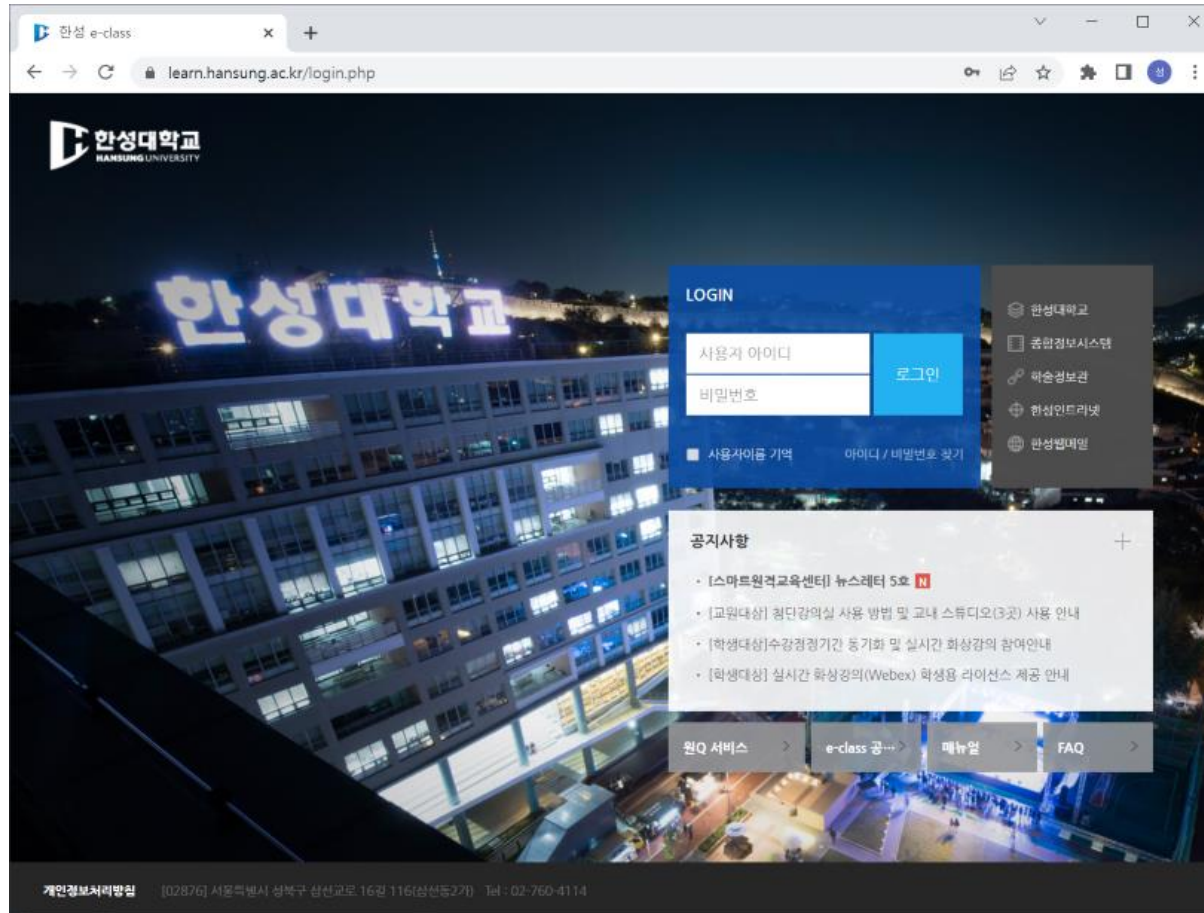 한성 e-class
learn.hansung.ac.kr/login.php
성
한성대학교
HANSUNG UNIVERSITY
한성대학교
LOGIN
사용자 아이디
비밀번호
로그인
사용자이름 기억
아이디 / 비밀번호 찾기
한성대학교
종합정보시스템
학술정보관
한성인트라넷
한성웹메일
공지사항
• [스마트원격교육센터] 뉴스레터 5호 N
• [교원대상] 첨단강의실 사용 방법 및 교내 스튜디오(3곳) 사용 안내
• [학생대상]수강정정기간 동기화 및 실시간 화상강의 참여안내
• [학생대상] 실시간 화상강의(Webex) 학생용 라이선스 제공 안내
원Q 서비스
e-class 공…
매뉴얼
FAQ
개인정보처리방침 [02876] 서울특별시 성북구 삼선교로 16길 116(삼선동2가) Tel : 02-760-4114